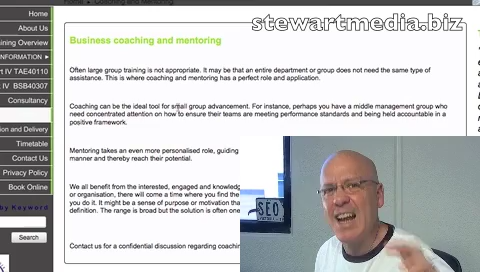 Home > Coaching and Mentoring
stewartmedia.biz
Home
About Us
aining Overview
INFORMATION
rt IV TAE40110
t IV BSB40307
Consultancy
ion and Delivery
Timetable
Contact Us
Privacy Policy
Book Online
by Keyword
Search
Business coaching and mentoring
Often large group training is not appropriate. It may be that an entire department or group does not need the same type of
assistance. This is where coaching and mentoring has a perfect role and application.
Coaching can be the ideal tool for small group advancement. For instance, perhaps you have a middle management group who
need concentrated attention on how to ensure their teams are meeting performance standards and being held accountable in a
positive framework.
Mentoring takes an even more personalised role, guiding
manner and thereby reach their potential.
We all benefit from the interested, engaged and knowledg
or organisation, there will come a time where you find the
you do it. It might be a sense of purpose or motivation tha
definition. The range is broad but the solution is often one
Contact us for a confidential discussion regarding coachin
SEO